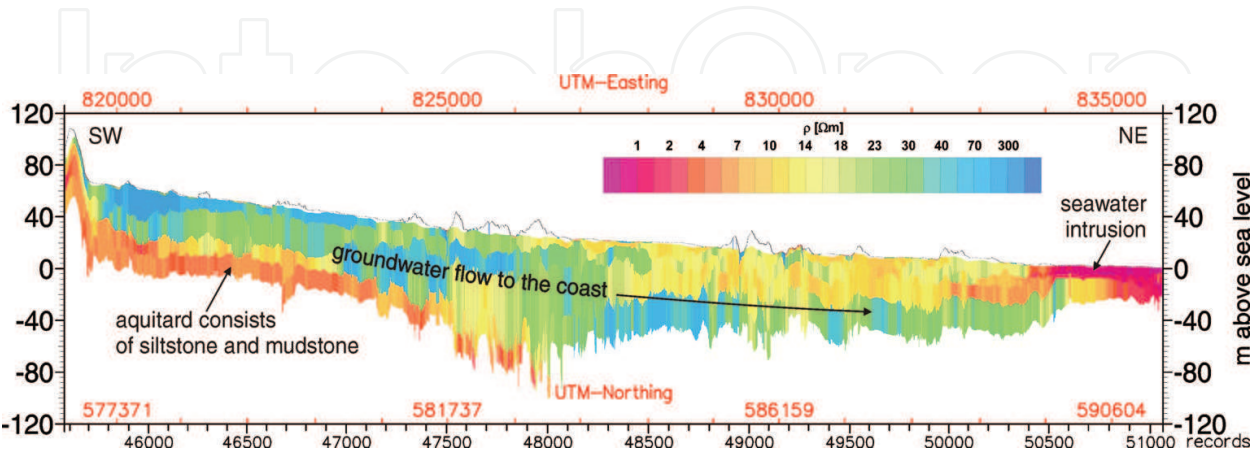 IntechOpen
UTM-Easting
820000 825000 830000 835000
120 120
SW NE
ρ [Ωm]
1 2 4 7 10 14 18 23 30 40 70 300
80 80
40 40
seawater
intrusion
0 0
groundwater flow to the coast
-40 -40
aquitard consists
of siltstone and mudstone
-80 -80
UTM-Northing
577371 581737 586159 590604
-120 -120
46000 46500 47000 47500 48000 48500 49000 49500 50000 50500 51000 records
m above sea level